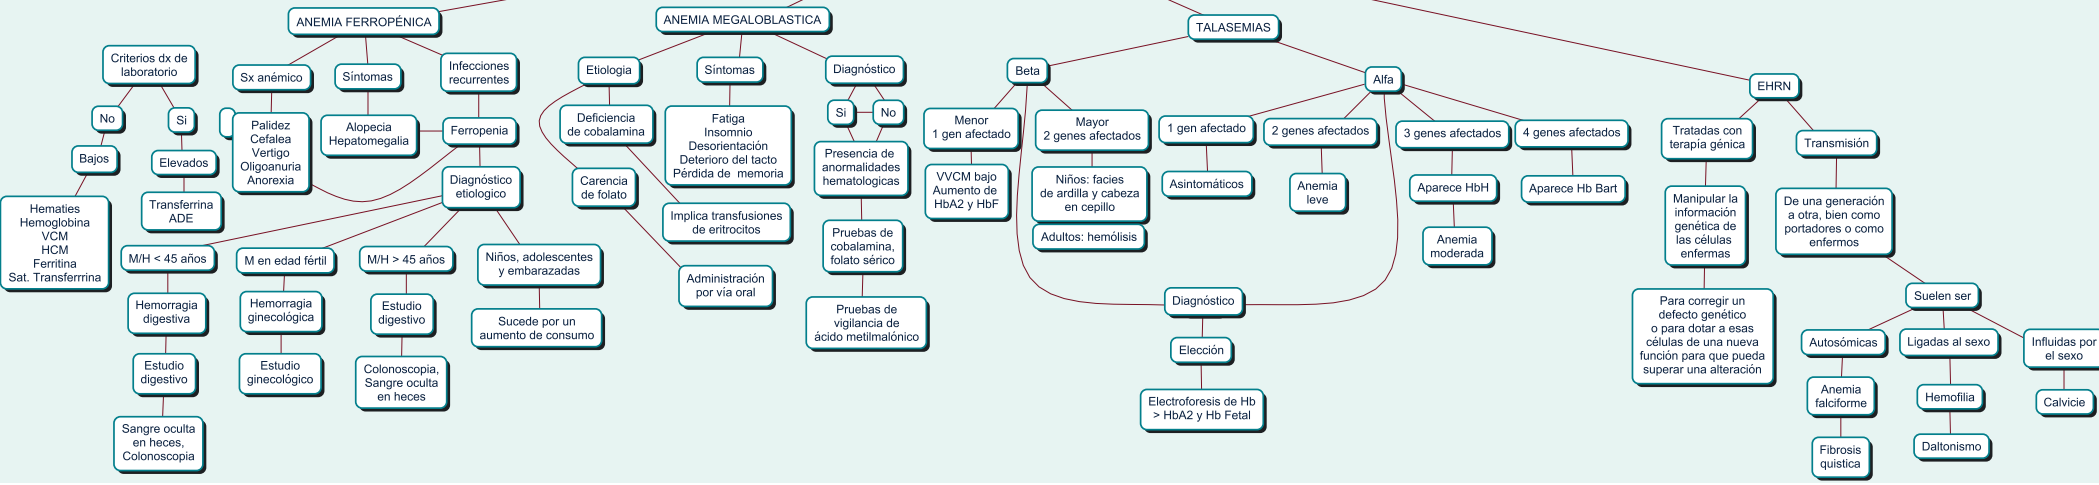 ANEMIA FERROPÉNICA
Criterios dx de
laboratorio
No
Si
Bajos
Elevados
Hematies
Hemoglobina
VCM
HCM
Ferritina
Sat. Transferrrina
Transferrina
ADE
Sx anémico
Palidez
Cefalea
Vertigo
Oligoanuria
Anorexia
Síntomas
Alopecia
Hepatomegalia
Infecciones
recurrentes
Ferropenia
Diagnóstico
etiologico
M/H < 45 años
Hemorragia
digestiva
Estudio
digestivo
Sangre oculta
en heces,
Colonoscopia
M en edad fértil
Hemorragia
ginecológica
Estudio
ginecológico
M/H > 45 años
Estudio
digestivo
Colonoscopia,
Sangre oculta
en heces
Niños, adolescentes
y embarazadas
Sucede por un
aumento de consumo
ANEMIA MEGALOBLASTICA
Etiologia
Deficiencia
de cobalamina
Carencia
de folato
Implica transfusiones
de eritrocitos
Administración
por vía oral
Síntomas
Fatiga
Insomnio
Desorientación
Deterioro del tacto
Pérdida de memoria
Diagnóstico
Si
No
Presencia de
anormalidades
hematologicas
Pruebas de
cobalamina,
folato sérico
Pruebas de
vigilancia de
ácido metilmalónico
TALASEMIAS
Beta
Menor
1 gen afectado
VVCM bajo
Aumento de
HbA2 y HbF
Mayor
2 genes afectados
Niños: facies
de ardilla y cabeza
en cepillo
Adultos: hemólisis
Alfa
1 gen afectado
Asintomáticos
2 genes afectados
Anemia
leve
3 genes afectados
Aparece HbH
Anemia
moderada
4 genes afectados
Aparece Hb Bart
Diagnóstico
Elección
Electroforesis de Hb
> HbA2 y Hb Fetal
EHRN
Tratadas con
terapía génica
Manipular la
información
genética de
las células
enfermas
Para corregir un
defecto genético
o para dotar a esas
células de una nueva
función para que pueda
superar una alteración
Transmisión
De una generación
a otra, bien como
portadores o como
enfermos
Suelen ser
Autosómicas
Anemia
falciforme
Fibrosis
quistica
Ligadas al sexo
Hemofilia
Daltonismo
Influidas por
el sexo
Calvicie